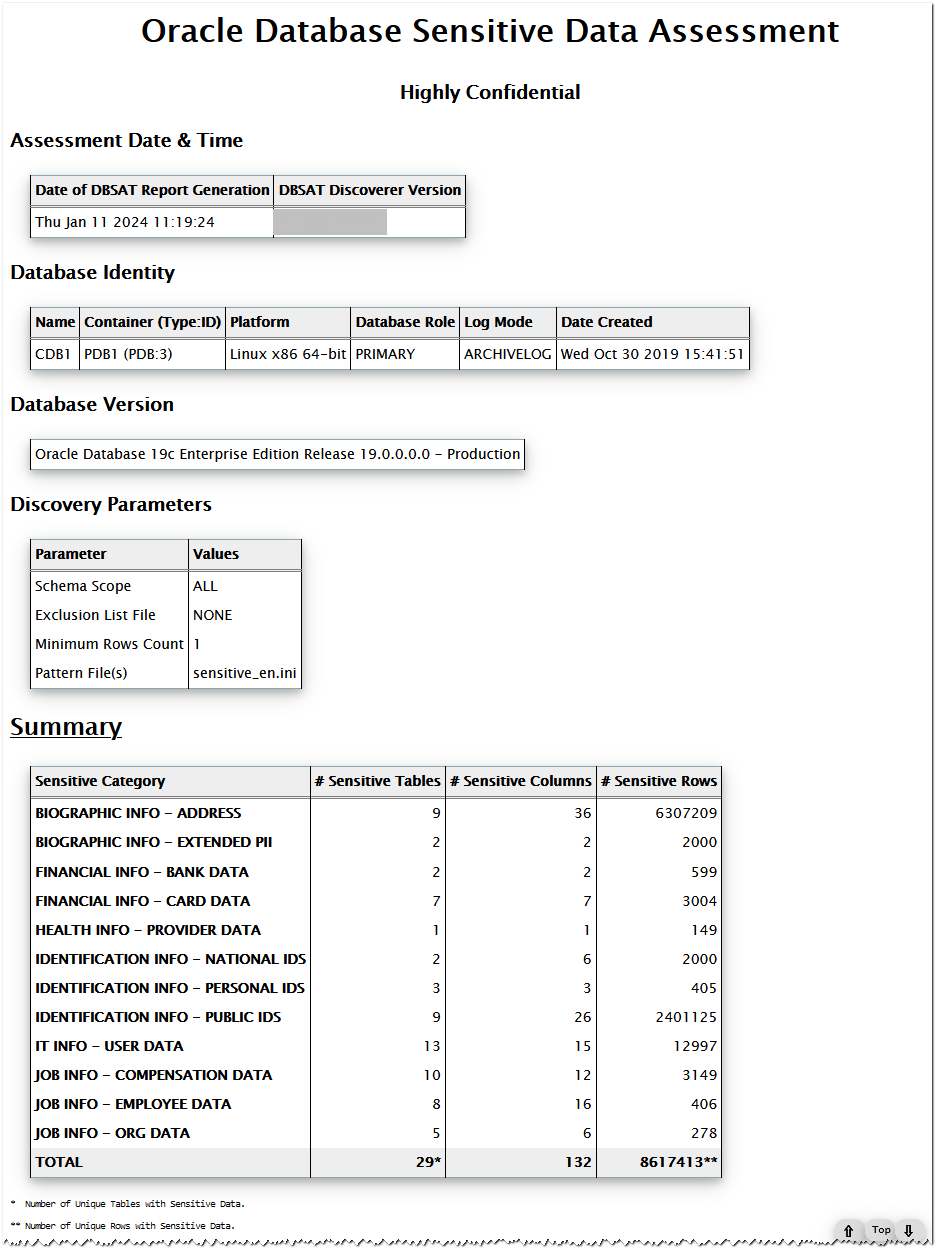 Oracle Database Sensitive Data Assessment
Highly Confidential
Assessment Date & Time
Date of DBSAT Report Generation DBSAT Discoverer Version
Thu Jan 11 2024 11:19:24
Database Identity
Name Container (Type:ID) Platform Database Role Log Mode Date Created
CDB1 PDB1 (PDB:3) Linux x86 64-bit PRIMARY ARCHIVELOG Wed Oct 30 2019 15:41:51
Database Version
Oracle Database 19c Enterprise Edition Release 19.0.0.0.0 - Production
Discovery Parameters
Parameter Values
Schema Scope ALL
Exclusion List File NONE
Minimum Rows Count 1
Pattern File(s) sensitive_en.ini
Summary
Sensitive Category # Sensitive Tables # Sensitive Columns # Sensitive Rows
BIOGRAPHIC INFO - ADDRESS 9 36 6307209
BIOGRAPHIC INFO - EXTENDED PII 2 2 2000
FINANCIAL INFO - BANK DATA 2 2 599
FINANCIAL INFO - CARD DATA 7 7 3004
HEALTH INFO - PROVIDER DATA 1 1 149
IDENTIFICATION INFO - NATIONAL IDS 2 6 2000
IDENTIFICATION INFO - PERSONAL IDS 3 3 405
IDENTIFICATION INFO - PUBLIC IDS 9 26 2401125
IT INFO - USER DATA 13 15 12997
JOB INFO - COMPENSATION DATA 10 12 3149
JOB INFO - EMPLOYEE DATA 8 16 406
JOB INFO - ORG DATA 5 6 278
TOTAL 29* 132 8617413**
* Number of Unique Tables with Sensitive Data.
** Number of Unique Rows with Sensitive Data.
Top